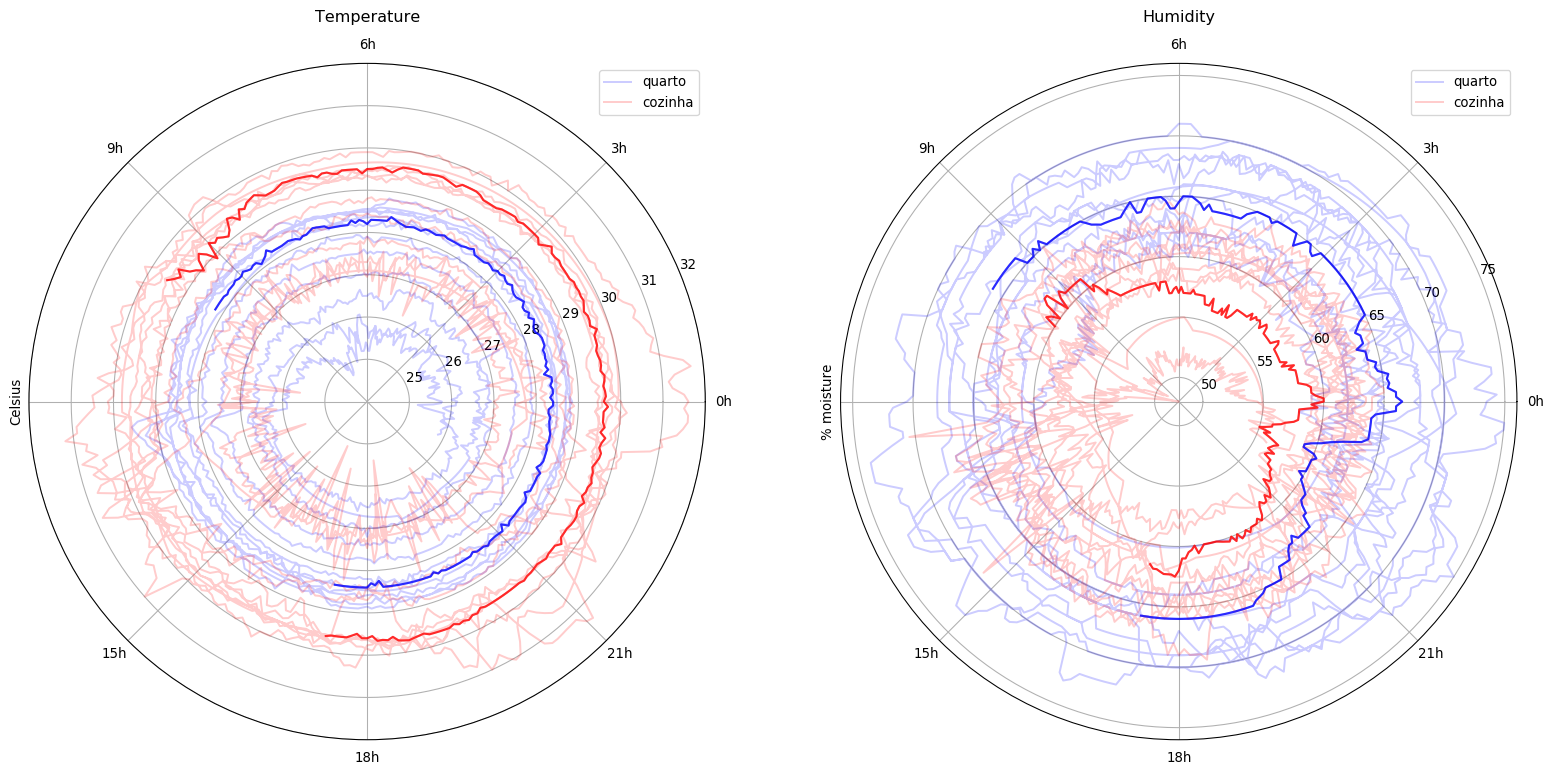 Temperature
6h
quarto
cozinha
9h
3h
32
31
30
29
28
27
26
25
Celsius
0h
15h
21h
18h
Humidity
6h
quarto
cozinha
9h
3h
75
70
65
60
55
50
% moisture
0h
15h
21h
18h